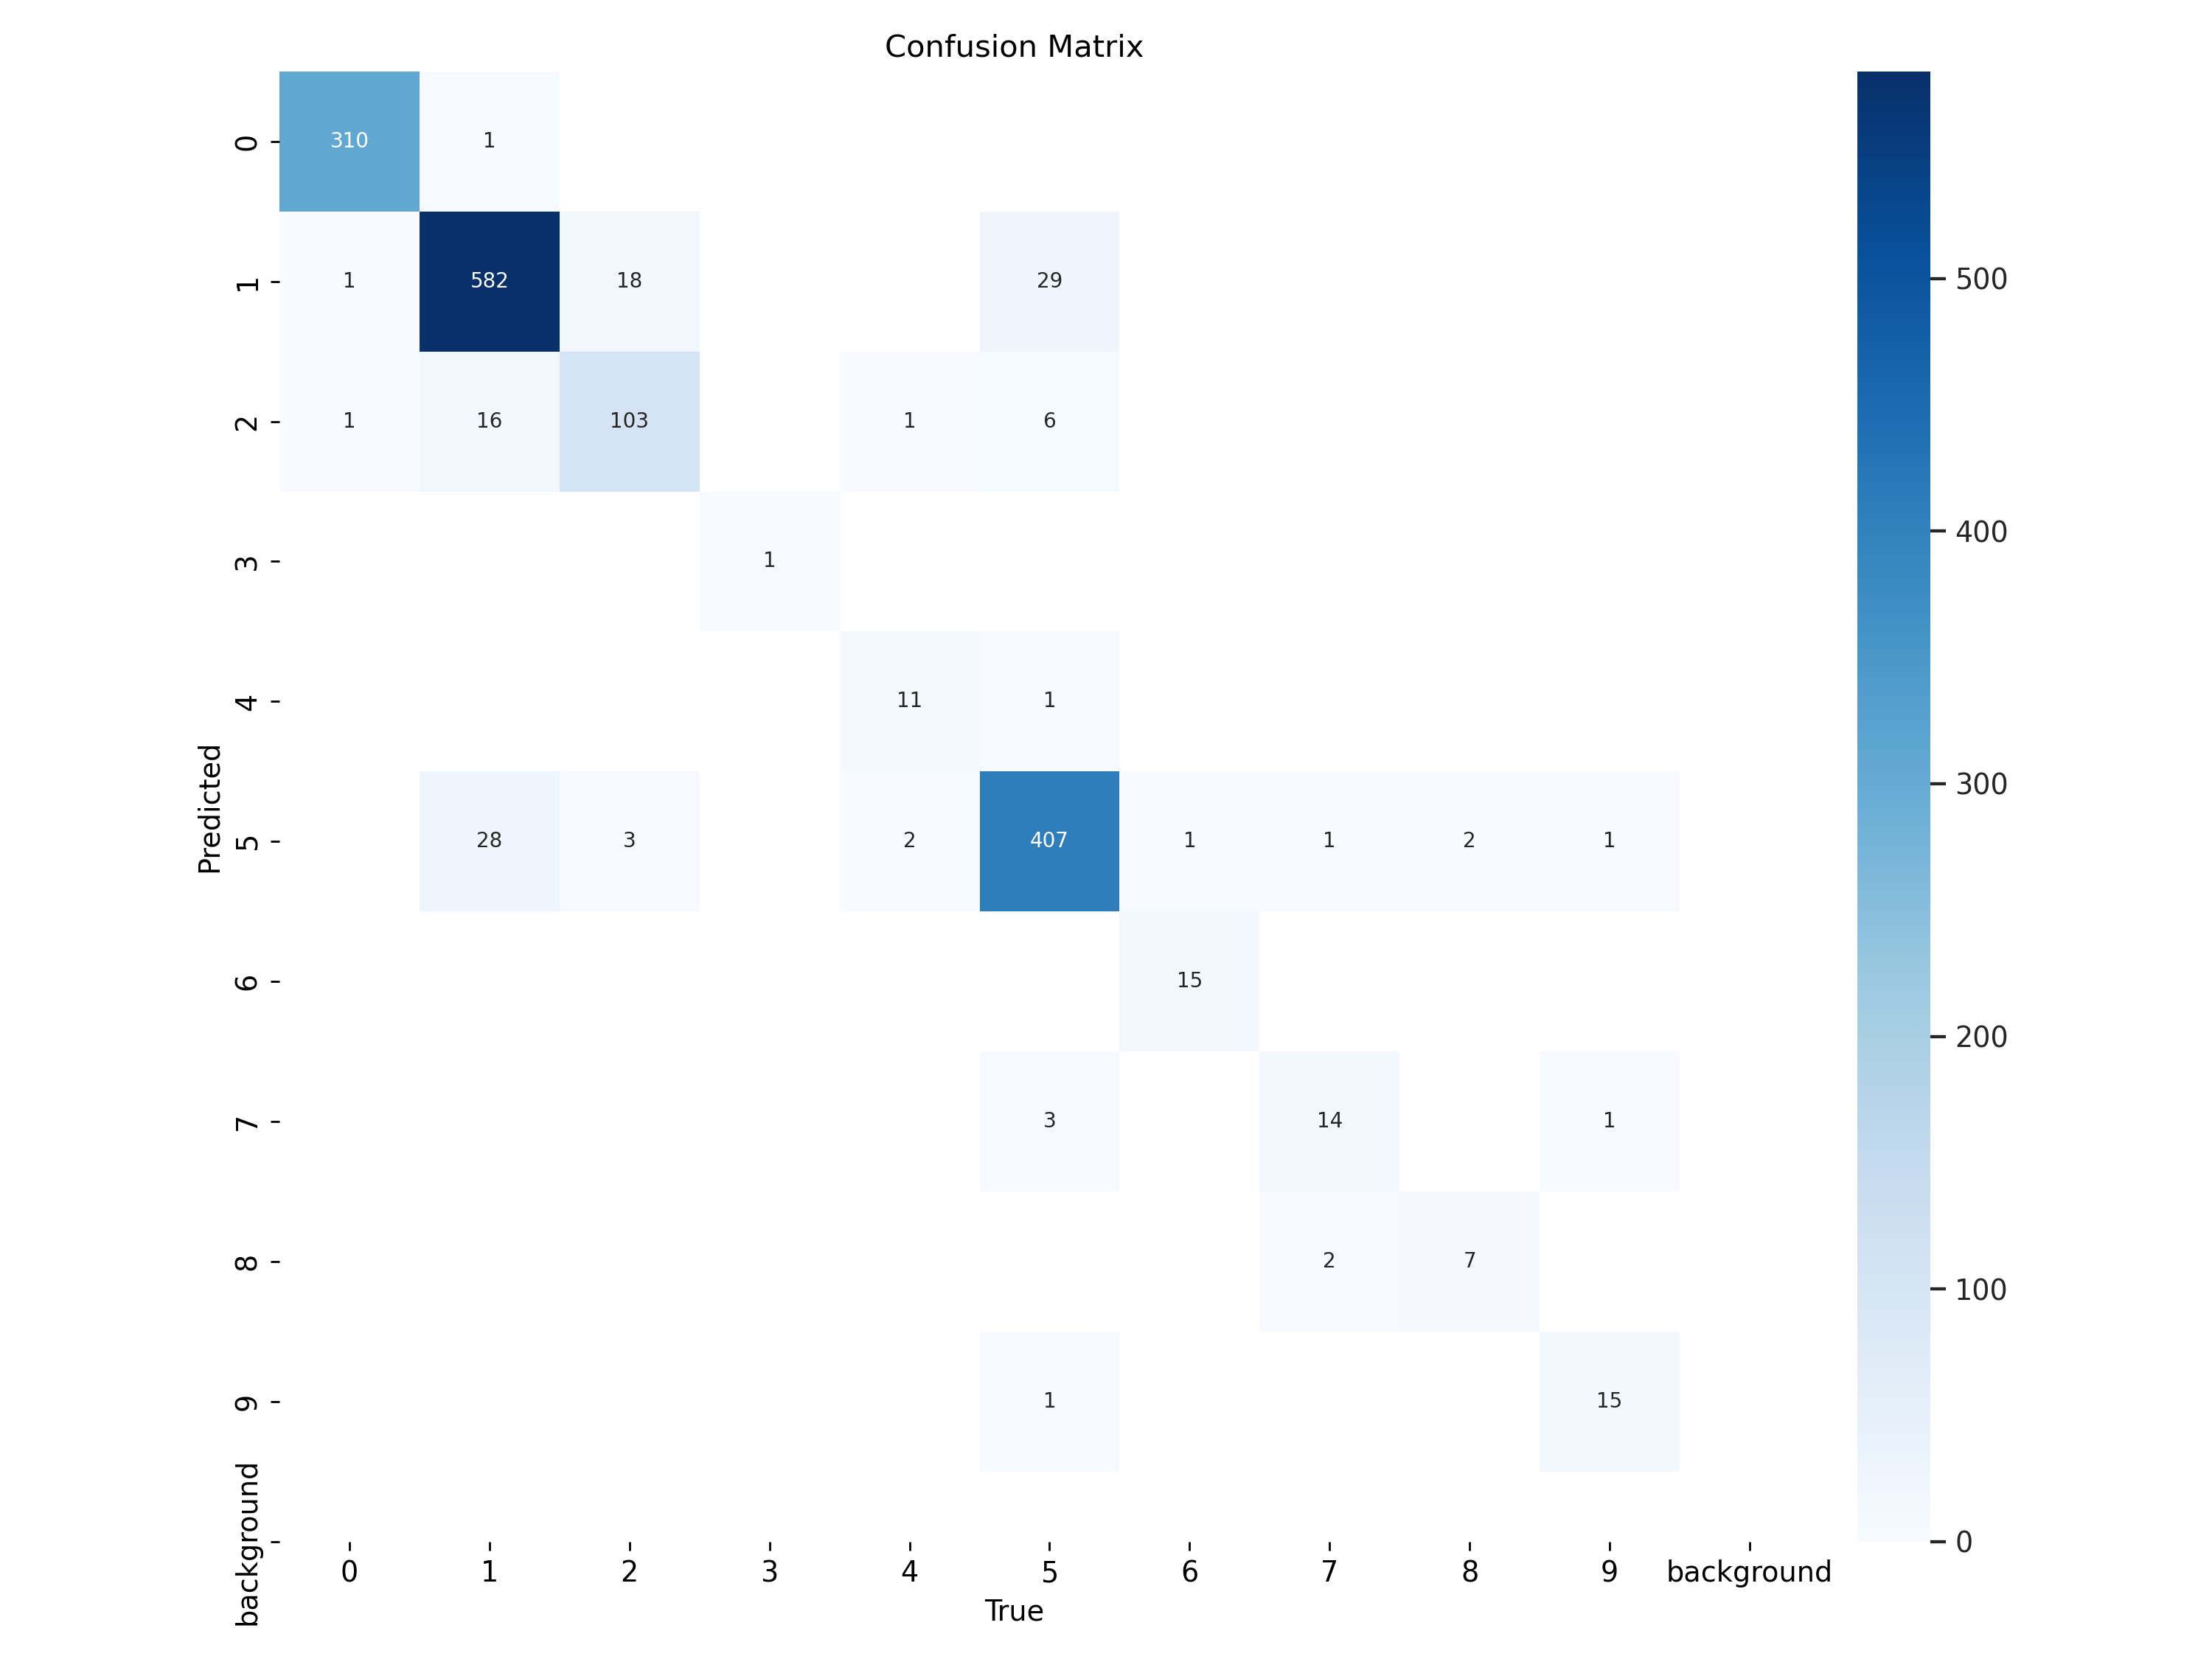 Confusion Matrix
0 310 1
1 1 582 18 29
2 1 16 103 1 6
3 1
4 11 1
5 28 3 2 407 1 1 2 1
6 15
7 3 14 1
8 2 7
9 1 15
background
Predicted
0 1 2 3 4 5 6 7 8 9 background
True
500
400
300
200
100
0